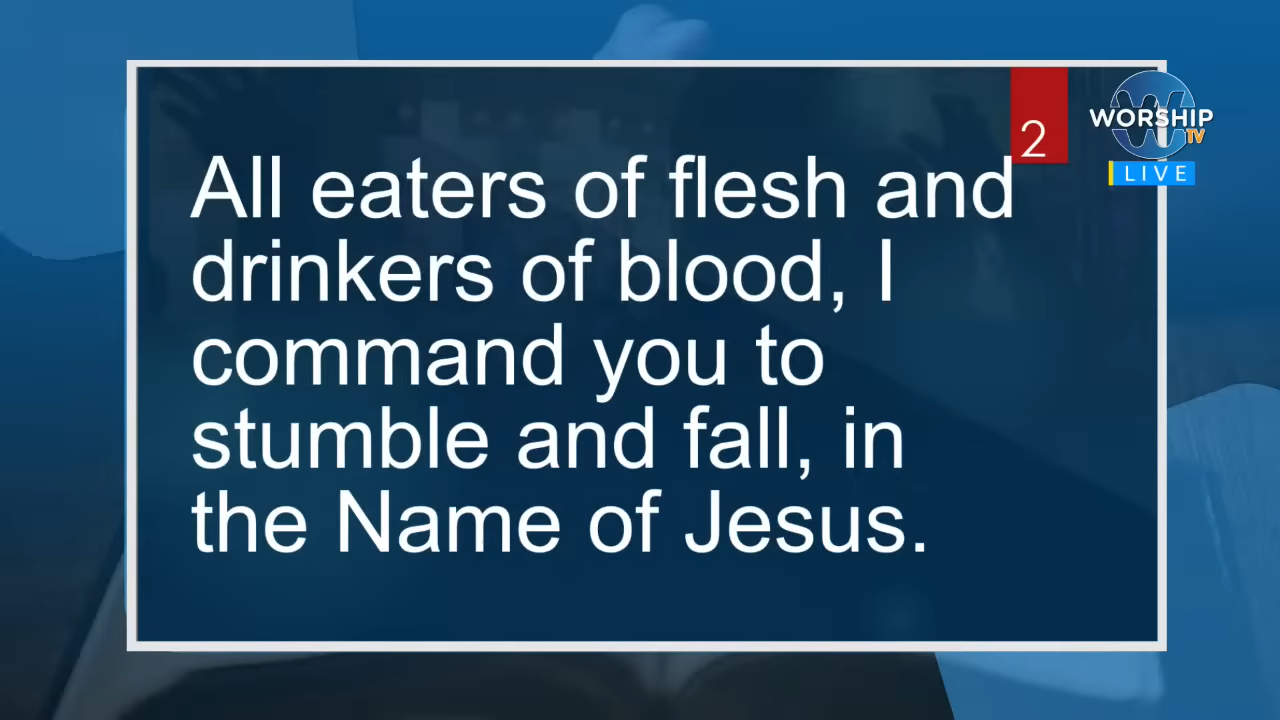 2
WORSHIP
TV
LIVE
All eaters of flesh and
drinkers of blood, I
command you to
stumble and fall, in
the Name of Jesus.